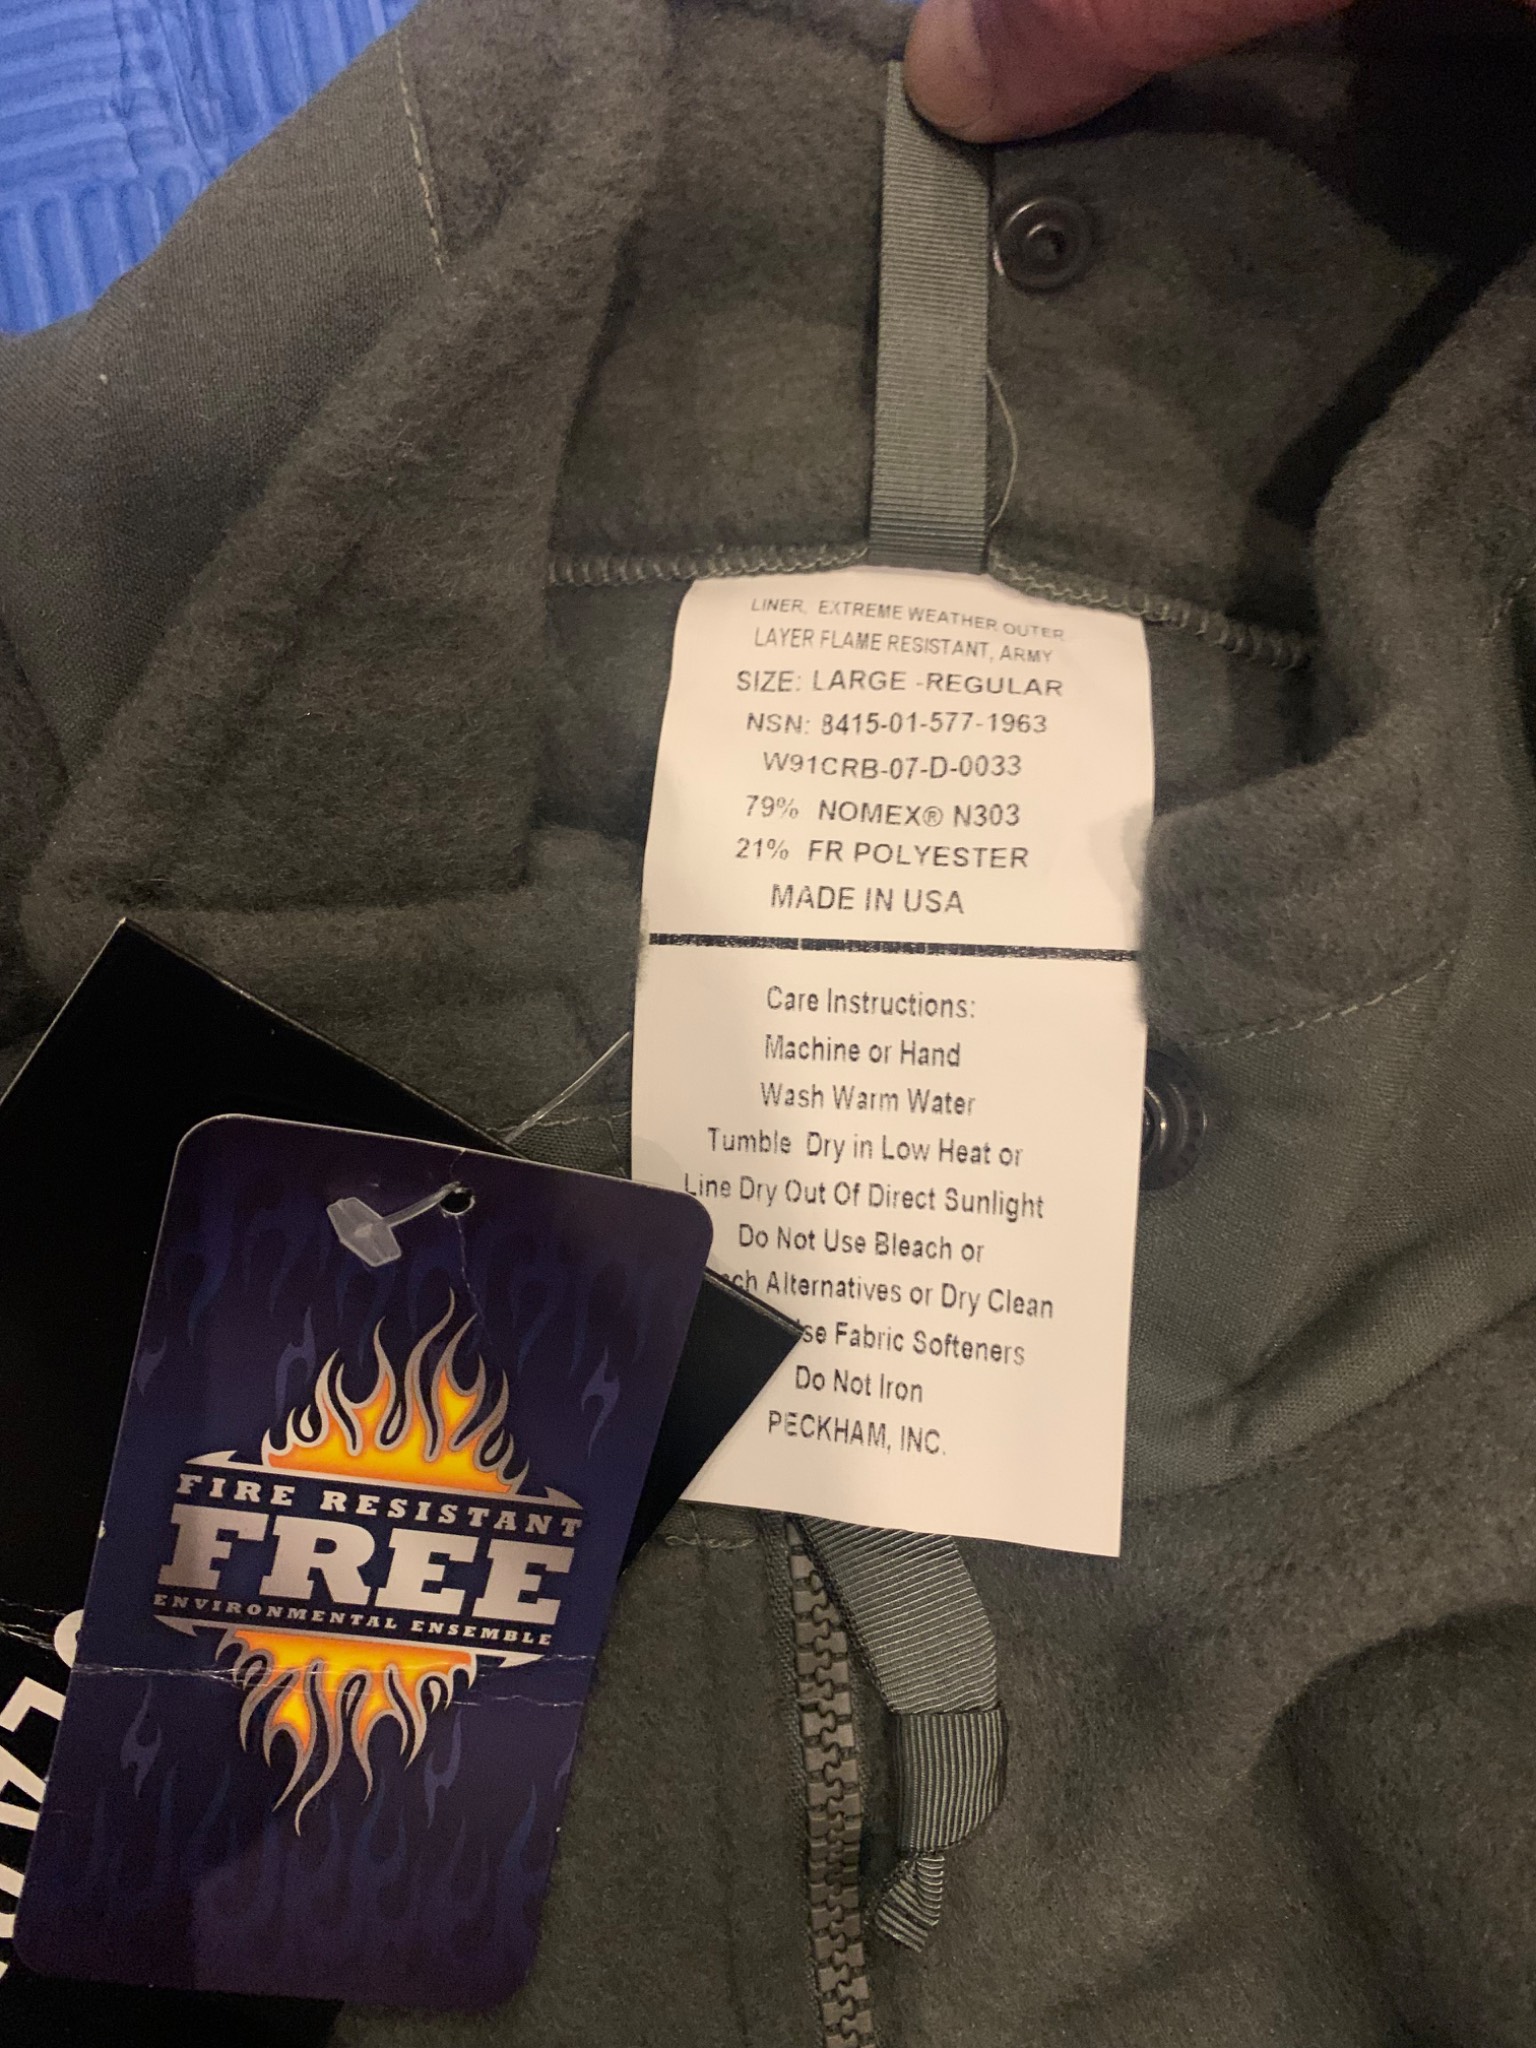 LINER, EXTREME WEATHER OUTER
LAYER FLAME RESISTANT, ARMY
SIZE: LARGE -REGULAR
NSN: 8415-01-577-1963
W91CRB-07-D-0033
79% NOMEX® N303
21% FR POLYESTER
MADE IN USA
Care Instructions:
Machine or Hand
Wash Warm Water
Tumble Dry in Low Heat or
Line Dry Out Of Direct Sunlight
Do Not Use Bleach or
Alternatives or Dry Clean
Fabric Softeners
Do Not Iron
PECKHAM, INC.
FIRE RESISTANT
FREE
ENVIRONMENTAL ENSEMBLE